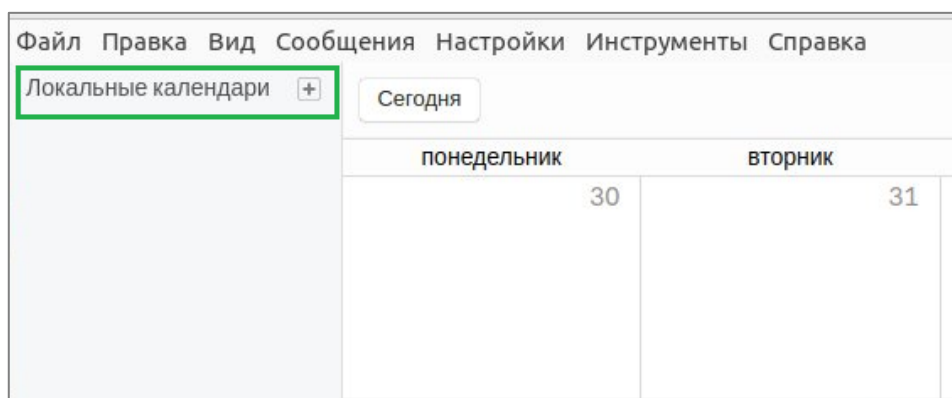 Файл Правка Вид Сообщения Настройки Инструменты Справка
Локальные календари +
Сегодня
понедельник вторник
30 31